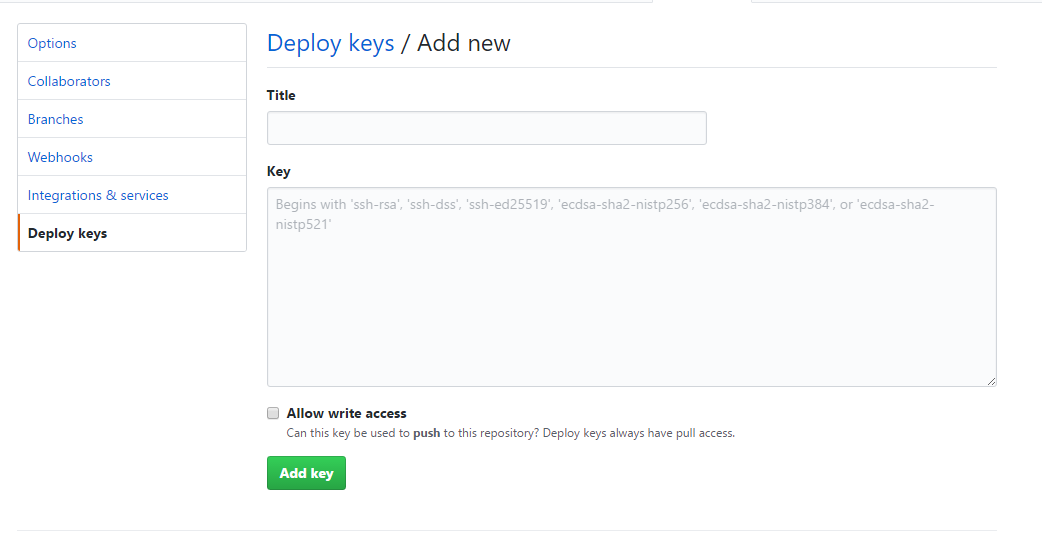 Options
Collaborators
Branches
Webhooks
Integrations & services
Deploy keys
Deploy keys / Add new
Title
Key
Begins with 'ssh-rsa', 'ssh-dss', 'ssh-ed25519', 'ecdsa-sha2-nistp256', 'ecdsa-sha2-nistp384', or 'ecdsa-sha2-
nistp521'
Allow write access
Can this key be used to push to this repository? Deploy keys always have pull access.
Add key